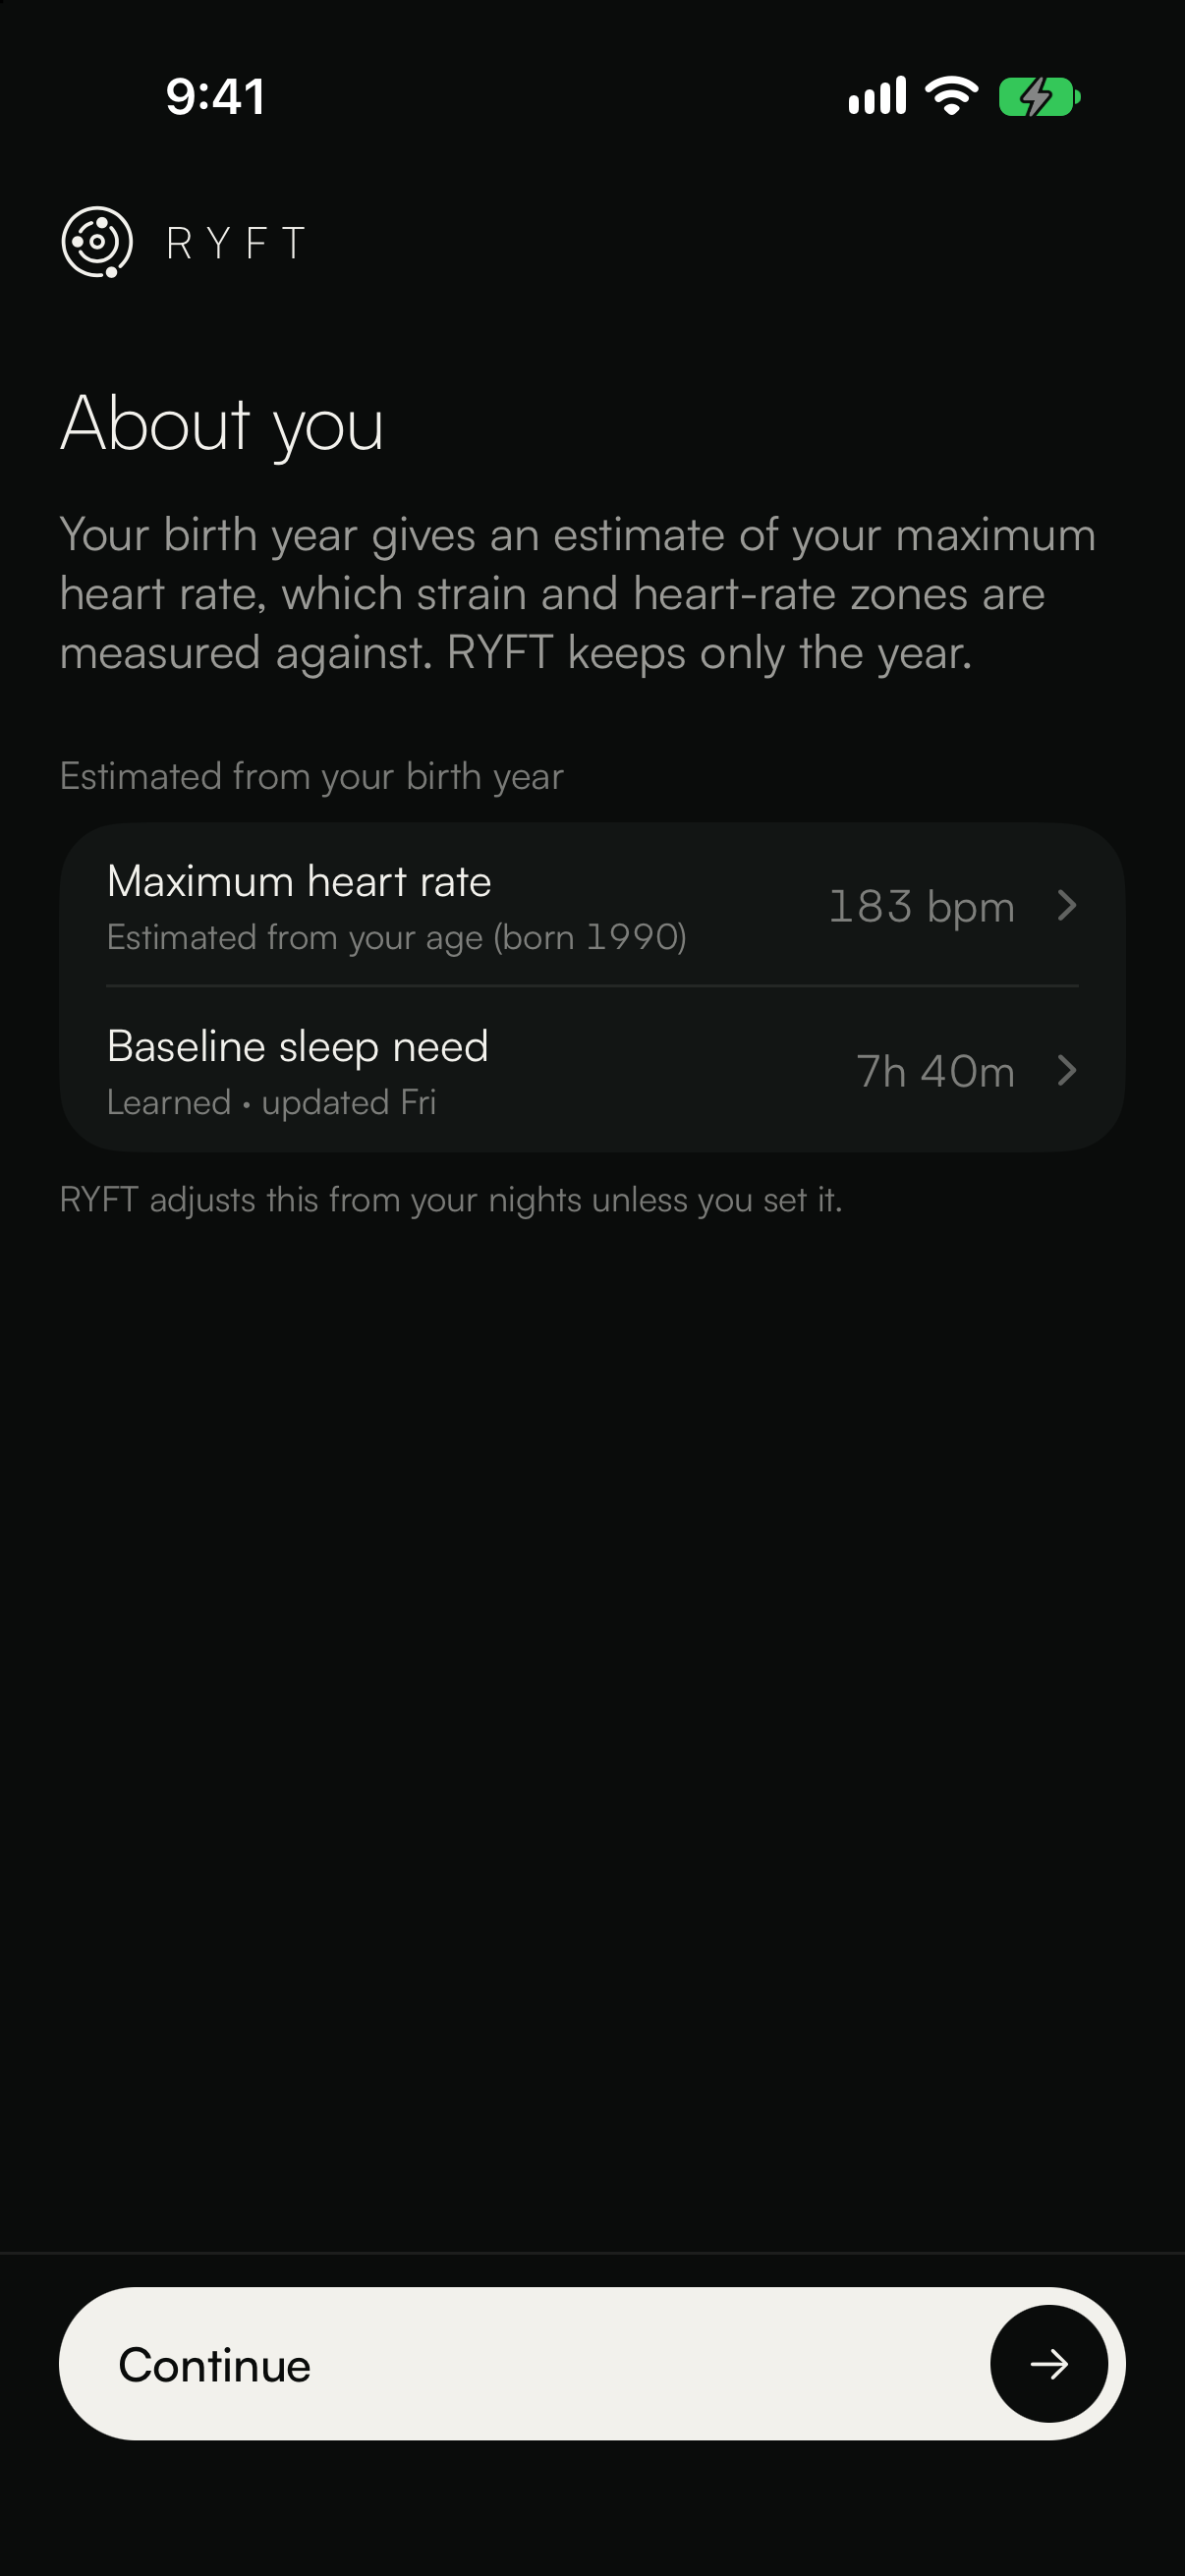 9:41
RYFT
About you
Your birth year gives an estimate of your maximum
heart rate, which strain and heart-rate zones are
measured against. RYFT keeps only the year.
Estimated from your birth year
Maximum heart rate
183 bpm
Estimated from your age (born 1990)
Baseline sleep need
7h 40m
Learned · updated Fri
RYFT adjusts this from your nights unless you set it.
Continue